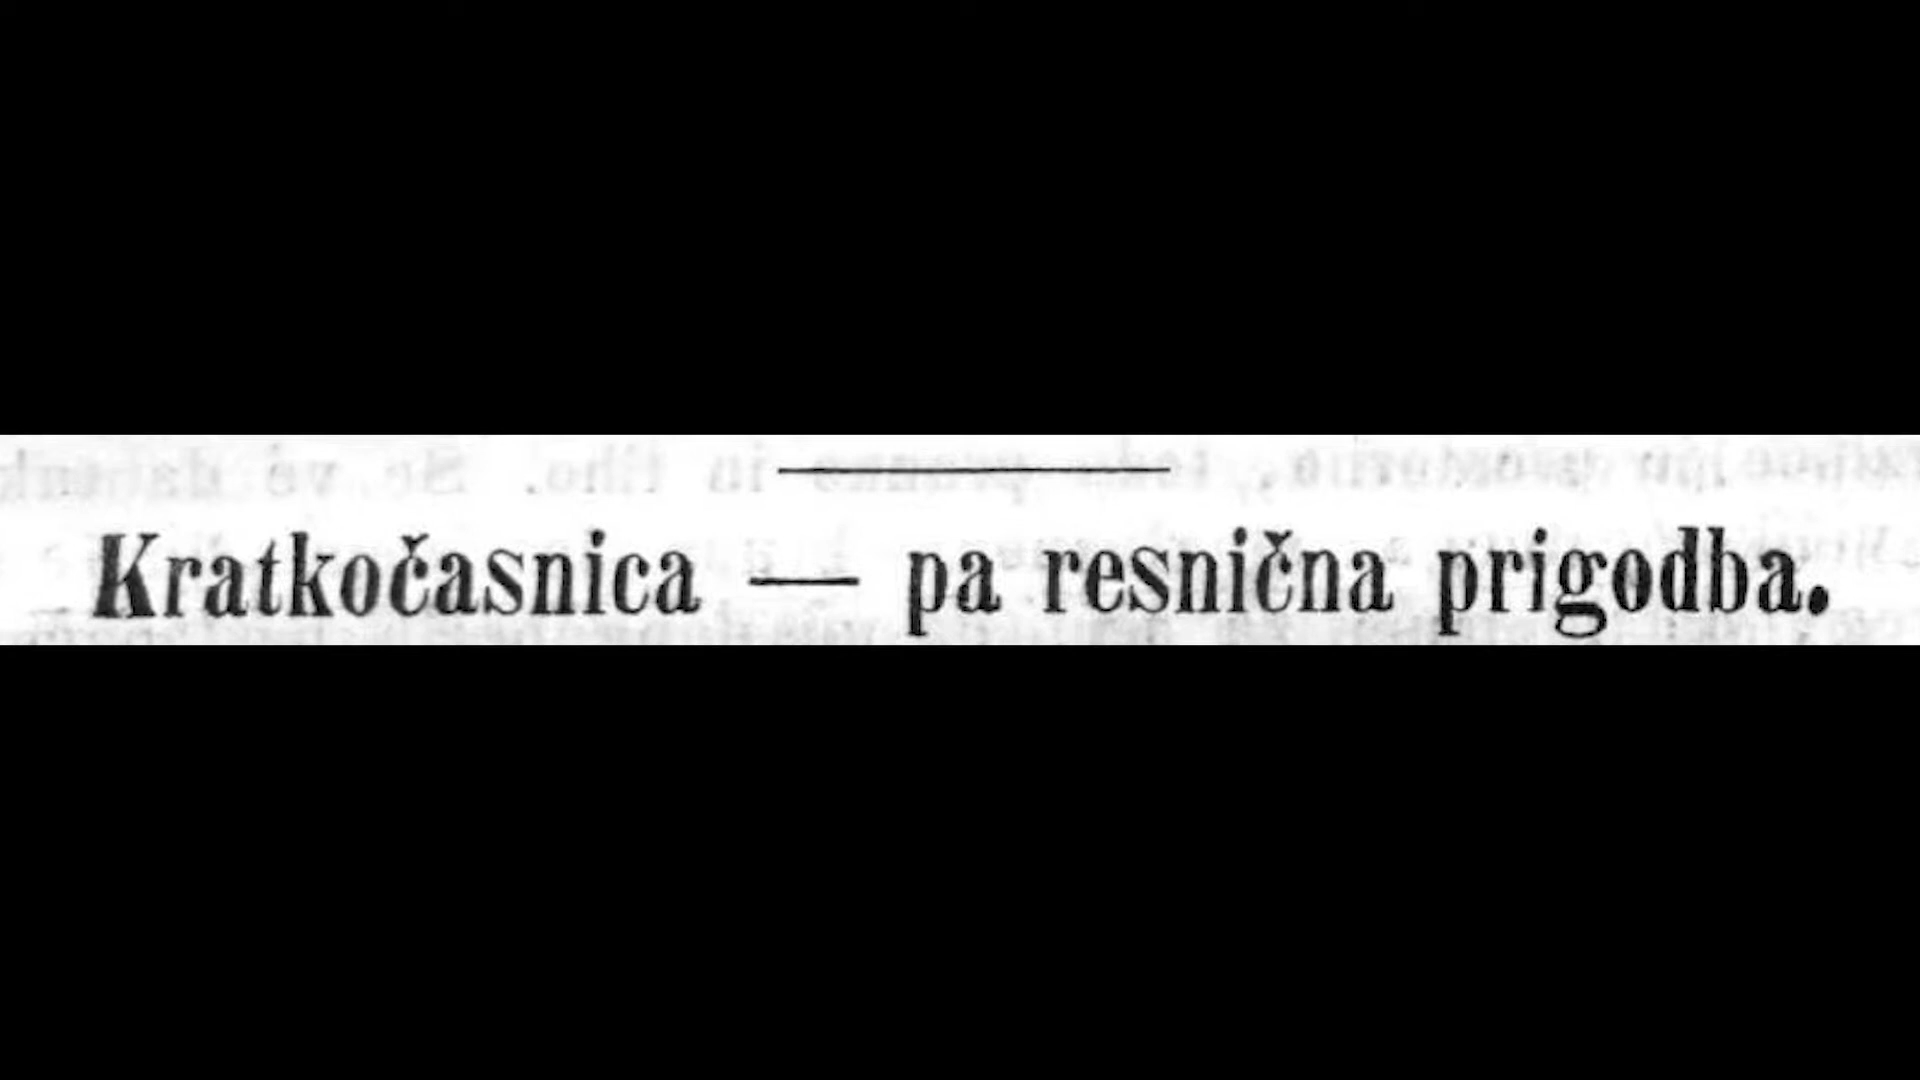 Kratkočasnica — pa resnična prigodba.